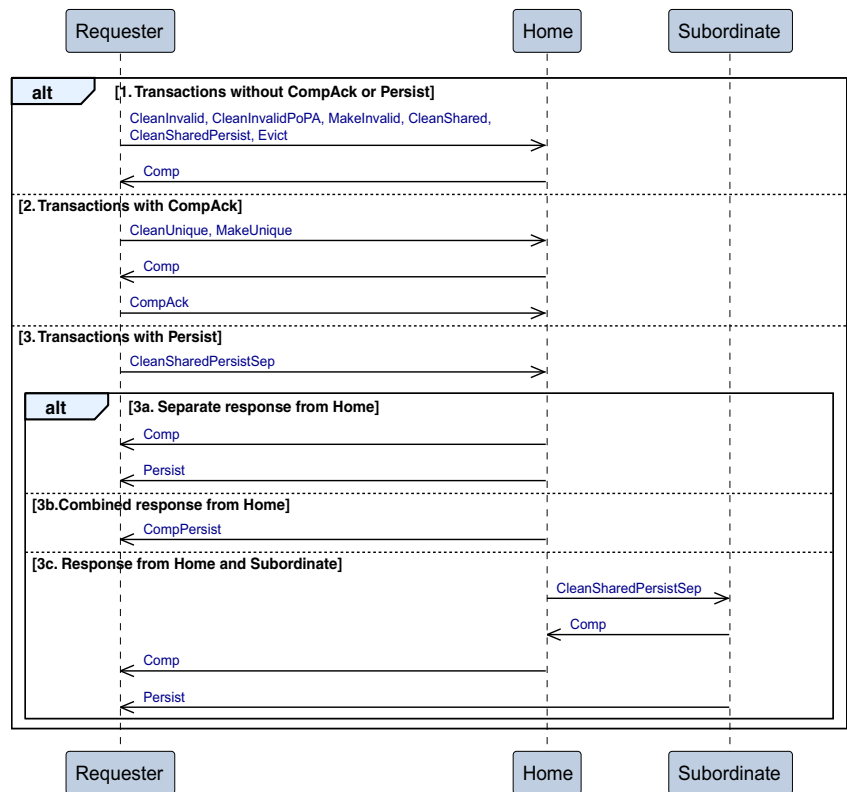 Requester Home Subordinate
alt [1. Transactions without CompAck or Persist]
CleanInvalid, CleanInvalidPoPA, MakeInvalid, CleanShared,
CleanSharedPersist, Evict
Comp
[2. Transactions with CompAck]
CleanUnique, MakeUnique
Comp
CompAck
[3. Transactions with Persist]
CleanSharedPersistSep
alt [3a. Separate response from Home]
Comp
Persist
[3b.Combined response from Home]
CompPersist
[3c. Response from Home and Subordinate]
CleanSharedPersistSep
Comp
Comp
Persist
Requester Home Subordinate